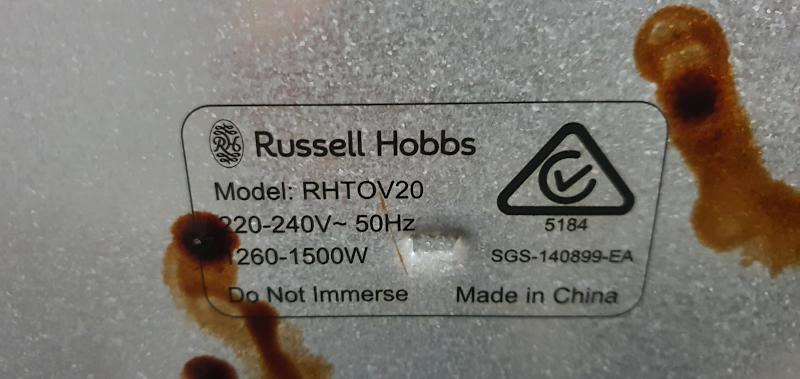 RH Russell Hobbs
Model: RHTOV20
220-240V~ 50Hz
1260-1500W
5184
SGS-140899-EA
Do Not Immerse
Made in China